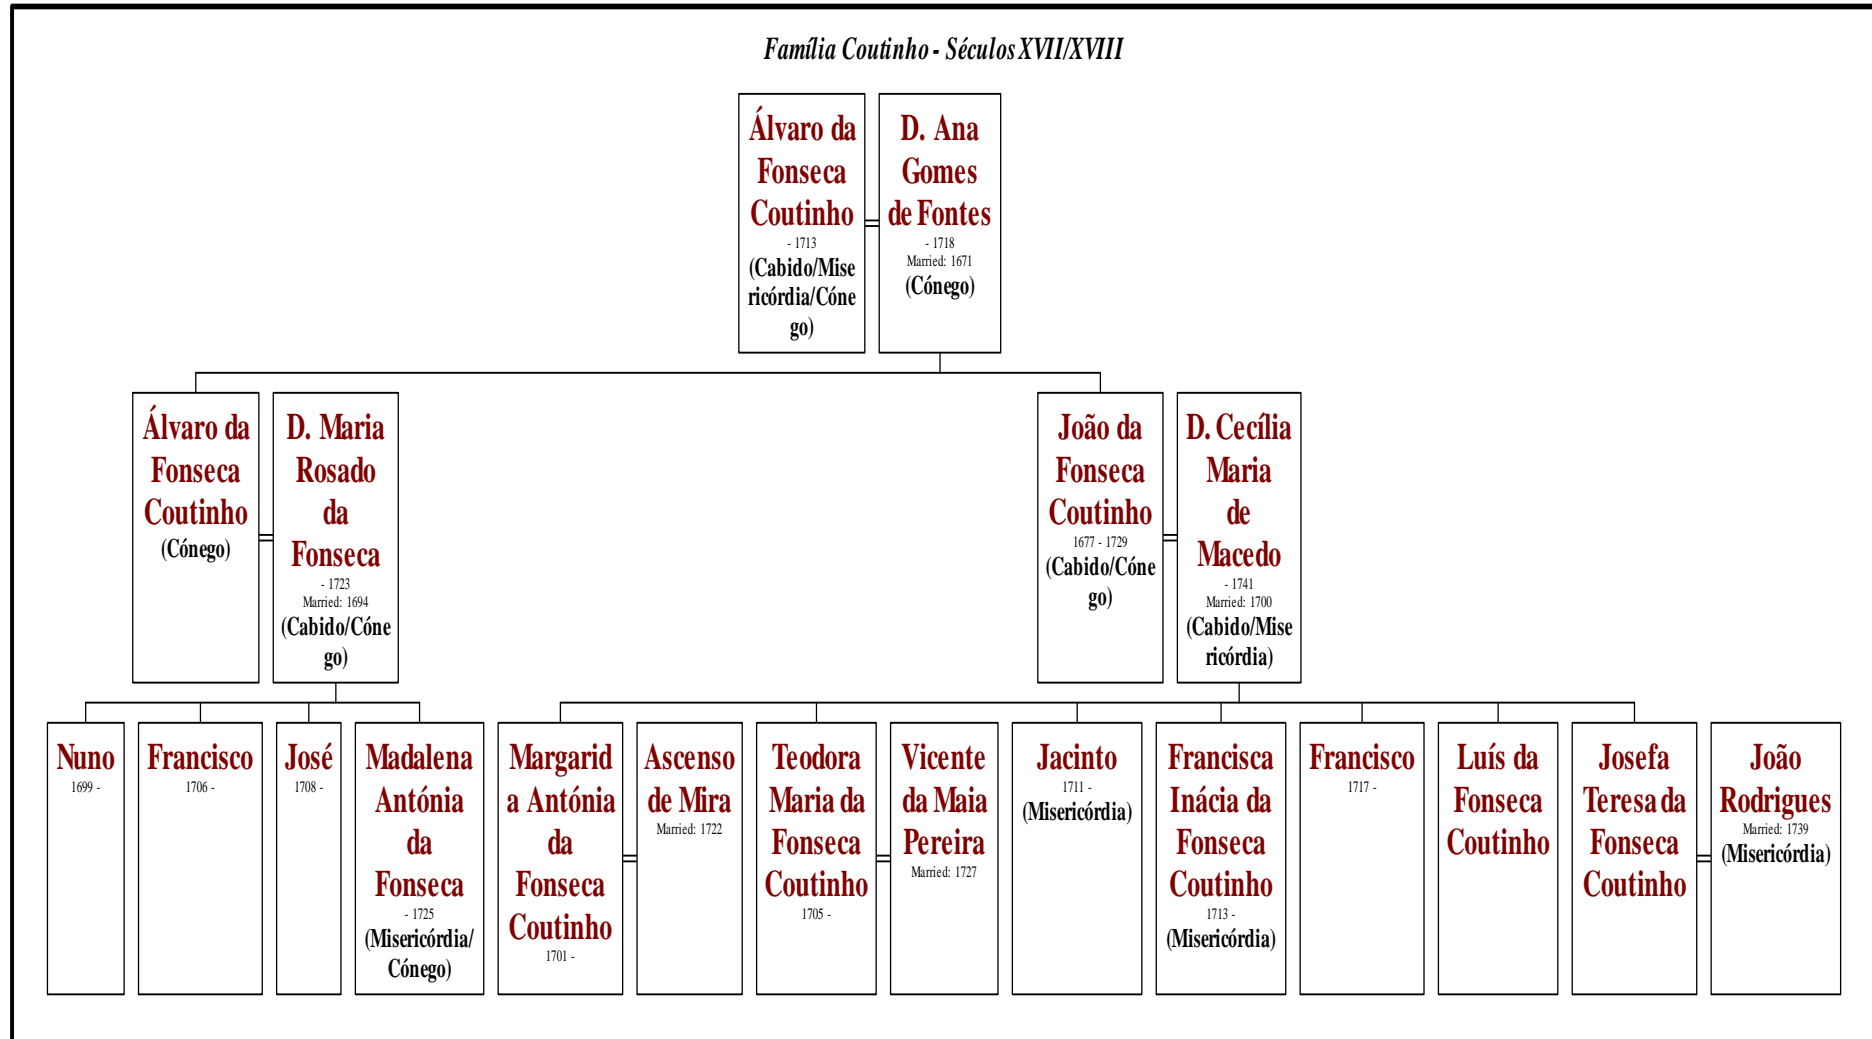 Família Coutinho - Séculos XVII/XVIII
Álvaro da
Fonseca
Coutinho
- 1713
(Cabido/Mise
ricórdia/Cóne
go)
D. Ana
Gomes
de Fontes
- 1718
Married: 1671
(Cónego)
Álvaro da
Fonseca
Coutinho
(Cónego)
D. Maria
Rosado
da
Fonseca
- 1723
Married: 1694
(Cabido/Cóne
go)
João da
Fonseca
Coutinho
1677 - 1729
(Cabido/Cóne
go)
D. Cecília
Maria
de
Macedo
- 1741
Married: 1700
(Cabido/Mise
ricórdia)
Nuno
1699 -
Francisco
1706 -
José
1708 -
Madalena
Antónia
da
Fonseca
- 1725
(Misericórdia/
Cónego)
Margarid
a Antónia
da
Fonseca
Coutinho
1701 -
Ascenso
de Mira
Married: 1722
Teodora
Maria da
Fonseca
Coutinho
1705 -
Vicente
da Maia
Pereira
Married: 1727
Jacinto
1711 -
(Misericórdia)
Francisca
Inácia da
Fonseca
Coutinho
1713 -
(Misericórdia)
Francisco
1717 -
Luís da
Fonseca
Coutinho
Josefa
Teresa da
Fonseca
Coutinho
João
Rodrigues
Married: 1739
(Misericórdia)